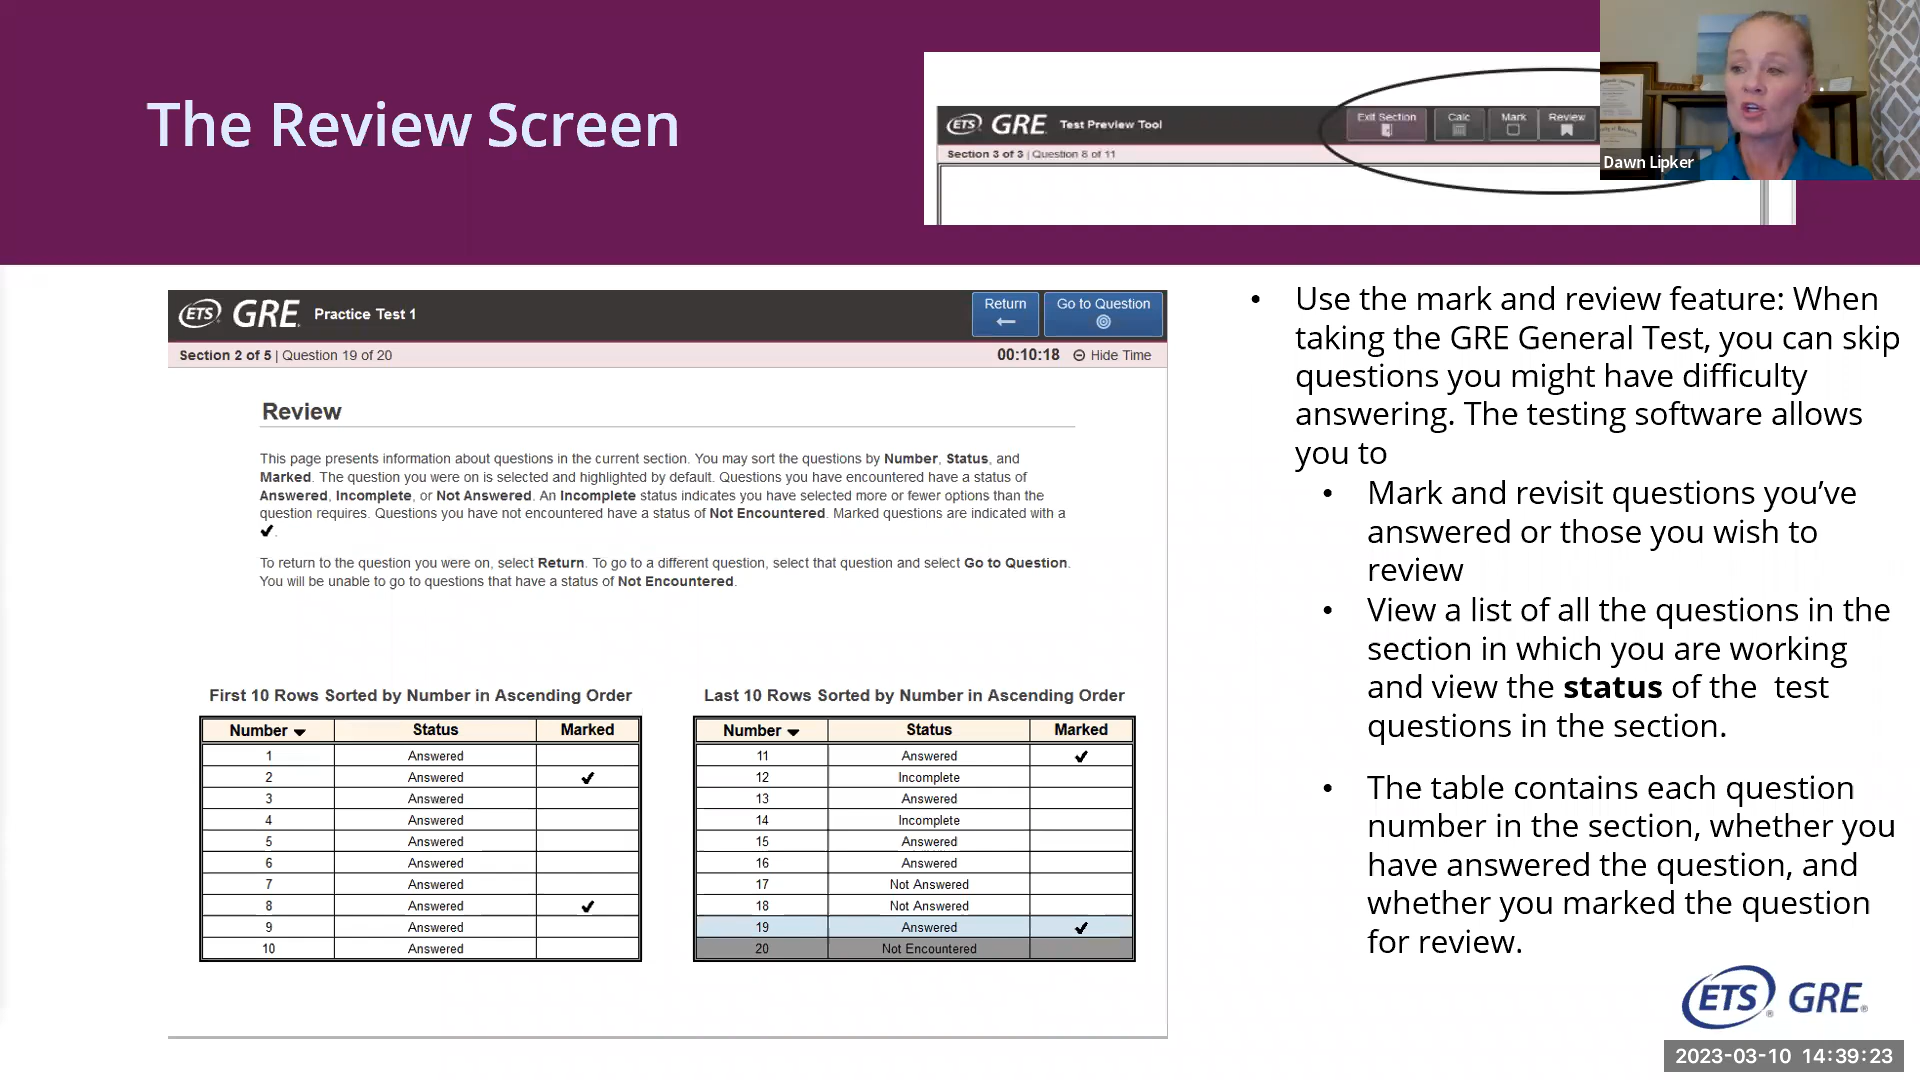 The Review Screen
ETS GRE Test Preview Tool
Exit Section
Calc
Mark
Review
Section 3 of 3 | Question 8 of 11
Dawn Lipker
ETS GRE Practice Test 1
Return
Go to Question
Section 2 of 5 | Question 19 of 20
00:10:18 Hide Time
Review
This page presents information about questions in the current section. You may sort the questions by Number, Status, and
Marked. The question you were on is selected and highlighted by default. Questions you have encountered have a status of
Answered, Incomplete, or Not Answered. An Incomplete status indicates you have selected more or fewer options than the
question requires. Questions you have not encountered have a status of Not Encountered. Marked questions are indicated with a
✔.
To return to the question you were on, select Return. To go to a different question, select that question and select Go to Question.
You will be unable to go to questions that have a status of Not Encountered.
First 10 Rows Sorted by Number in Ascending Order
Number Status Marked
1 Answered
2 Answered ✔
3 Answered
4 Answered
5 Answered
6 Answered
7 Answered
8 Answered ✔
9 Answered
10 Answered
Last 10 Rows Sorted by Number in Ascending Order
Number Status Marked
11 Answered ✔
12 Incomplete
13 Answered
14 Incomplete
15 Answered
16 Answered
17 Not Answered
18 Not Answered
19 Answered ✔
20 Not Encountered
• Use the mark and review feature: When
taking the GRE General Test, you can skip
questions you might have difficulty
answering. The testing software allows
you to
• Mark and revisit questions you’ve
answered or those you wish to
review
• View a list of all the questions in the
section in which you are working
and view the status of the test
questions in the section.
• The table contains each question
number in the section, whether you
have answered the question, and
whether you marked the question
for review.
ETS® GRE®
2023-03-10 14:39:23